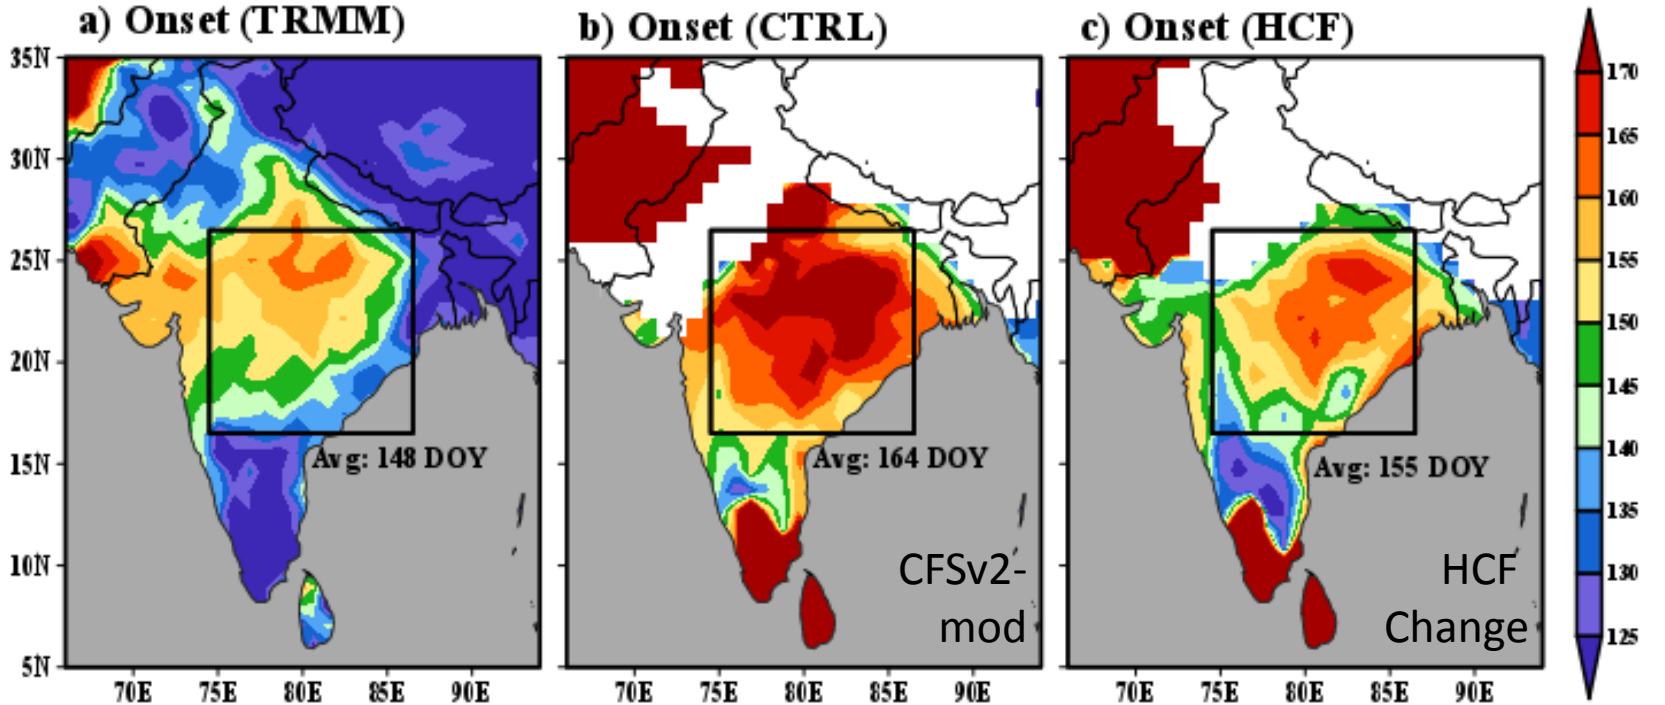 a) Onset (TRMM)
b) Onset (CTRL)
c) Onset (HCF)
35N
30N
25N
20N
15N
10N
5N
Avg: 148 DOY
Avg: 164 DOY
Avg: 155 DOY
CFSv2-
mod
HCF
Change
70E 75E 80E 85E 90E
70E 75E 80E 85E 90E
70E 75E 80E 85E 90E
170
165
160
155
150
145
140
135
130
125